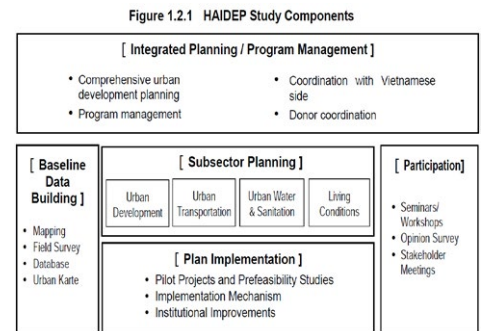 Figure 1.2.1 HAIDEP Study Components
[ Integrated Planning / Program Management ]
• Comprehensive urban
development planning
• Program management
• Coordination with Vietnamese
side
• Donor coordination
[ Baseline
Data
Building ]
• Mapping
• Field Survey
• Database
• Urban Karte
[ Subsector Planning ]
Urban
Development
Urban
Transportation
Urban Water
& Sanitation
Living
Conditions
[ Plan Implementation ]
• Pilot Projects and Prefeasibility Studies
• Implementation Mechanism
• Institutional Improvements
[ Participation]
• Seminars/
Workshops
• Opinion Survey
• Stakeholder
Meetings